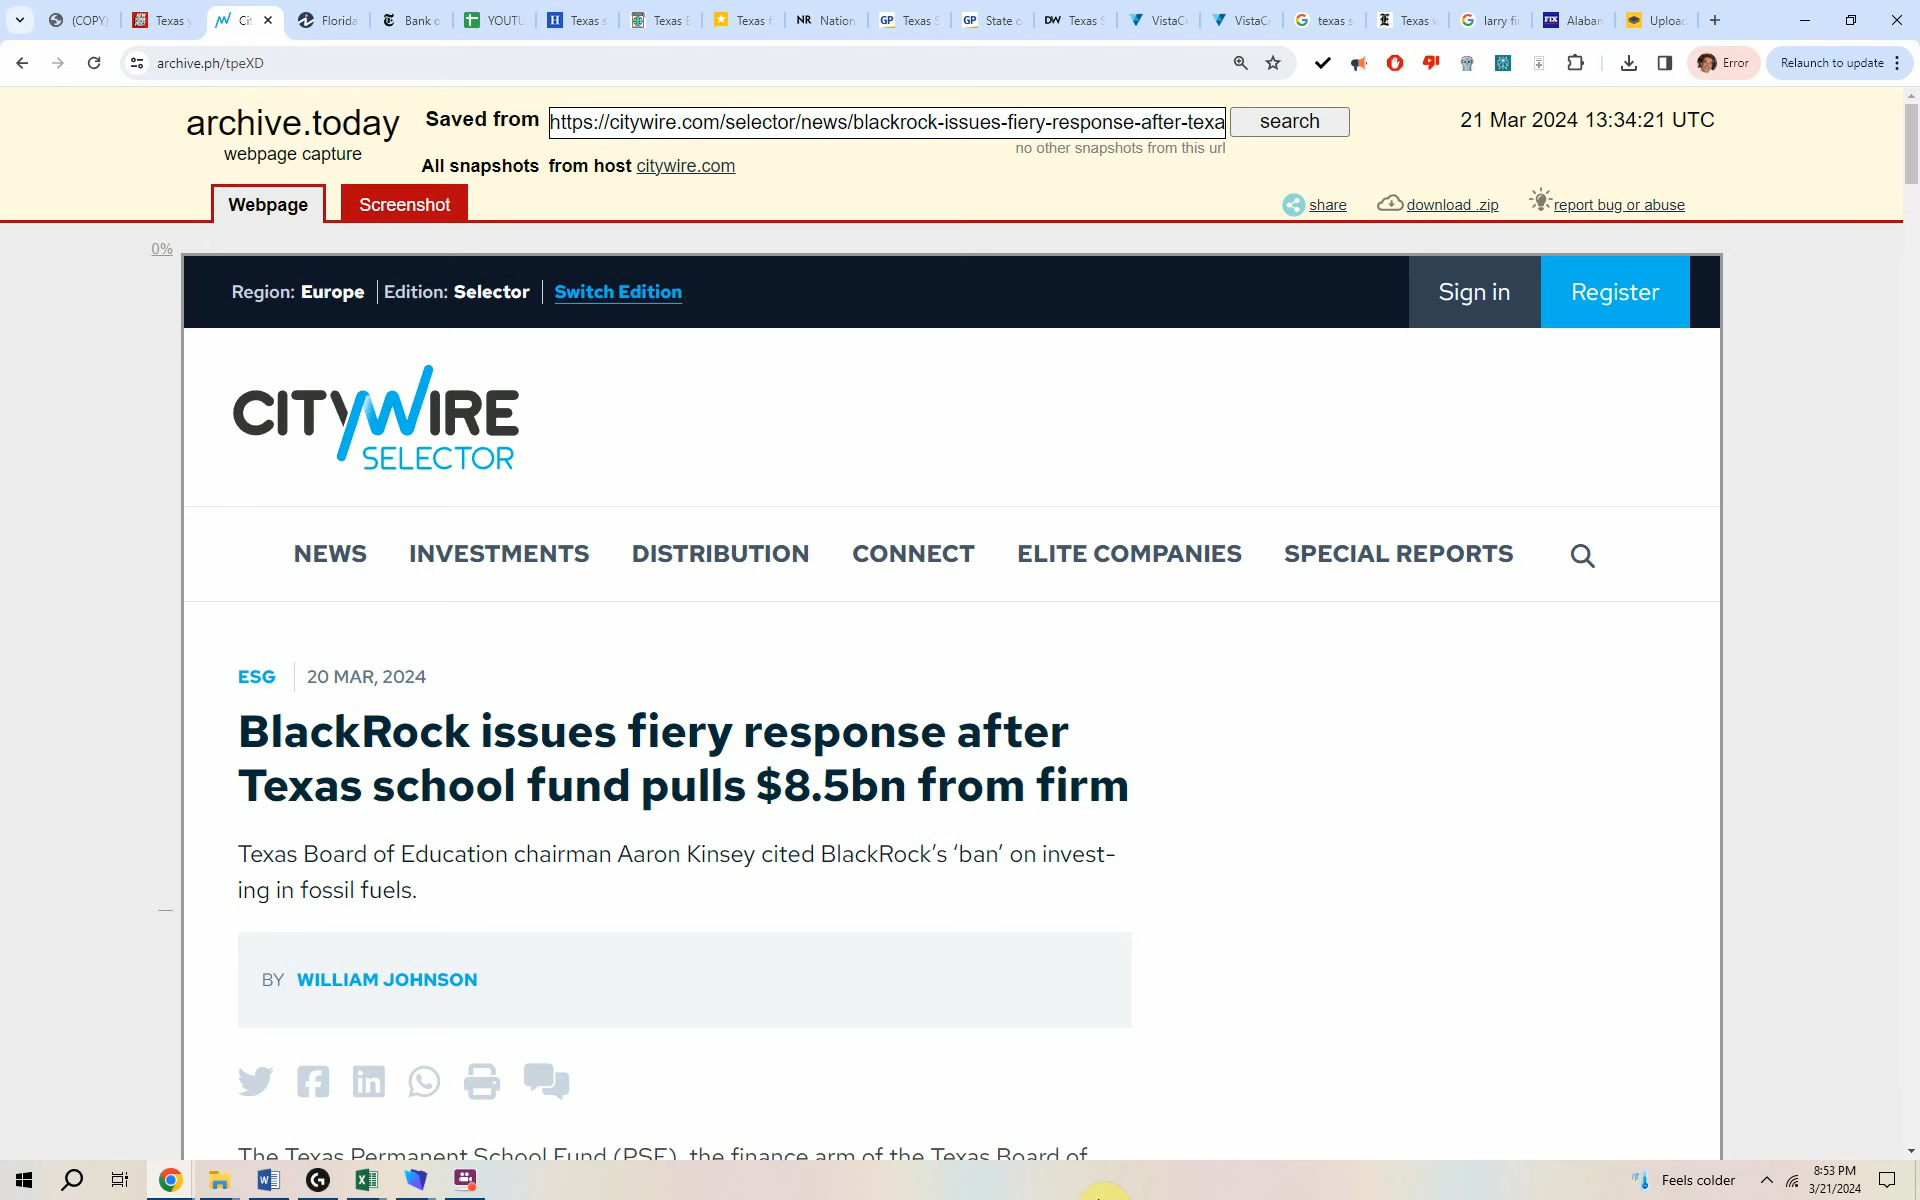 (COPY)
Texas y
Cit
Florida
Bank o
YOUTU
Texas s
Texas E
Texas f
NR Nation
GP Texas S
GP State o
DW Texas S
VistaC
VistaC
texas s
Texas v
larry fi
FIX Alabam
Upload
archive.ph/tpeXD
Error
Relaunch to update
archive.today
webpage capture
Saved from
https://citywire.com/selector/news/blackrock-issues-fiery-response-after-texa
search
21 Mar 2024 13:34:21 UTC
no other snapshots from this url
All snapshots from host citywire.com
Webpage
Screenshot
share
download .zip
report bug or abuse
0%
Region: Europe
Edition: Selector
Switch Edition
Sign in
Register
CITYWIRE
SELECTOR
NEWS
INVESTMENTS
DISTRIBUTION
CONNECT
ELITE COMPANIES
SPECIAL REPORTS
ESG
20 MAR, 2024
BlackRock issues fiery response after
Texas school fund pulls $8.5bn from firm
Texas Board of Education chairman Aaron Kinsey cited BlackRock’s ‘ban’ on invest-
ing in fossil fuels.
BY WILLIAM JOHNSON
The Texas Permanent School Fund (PSF), the finance arm of the Texas Board of
Feels colder
8:53 PM
3/21/2024